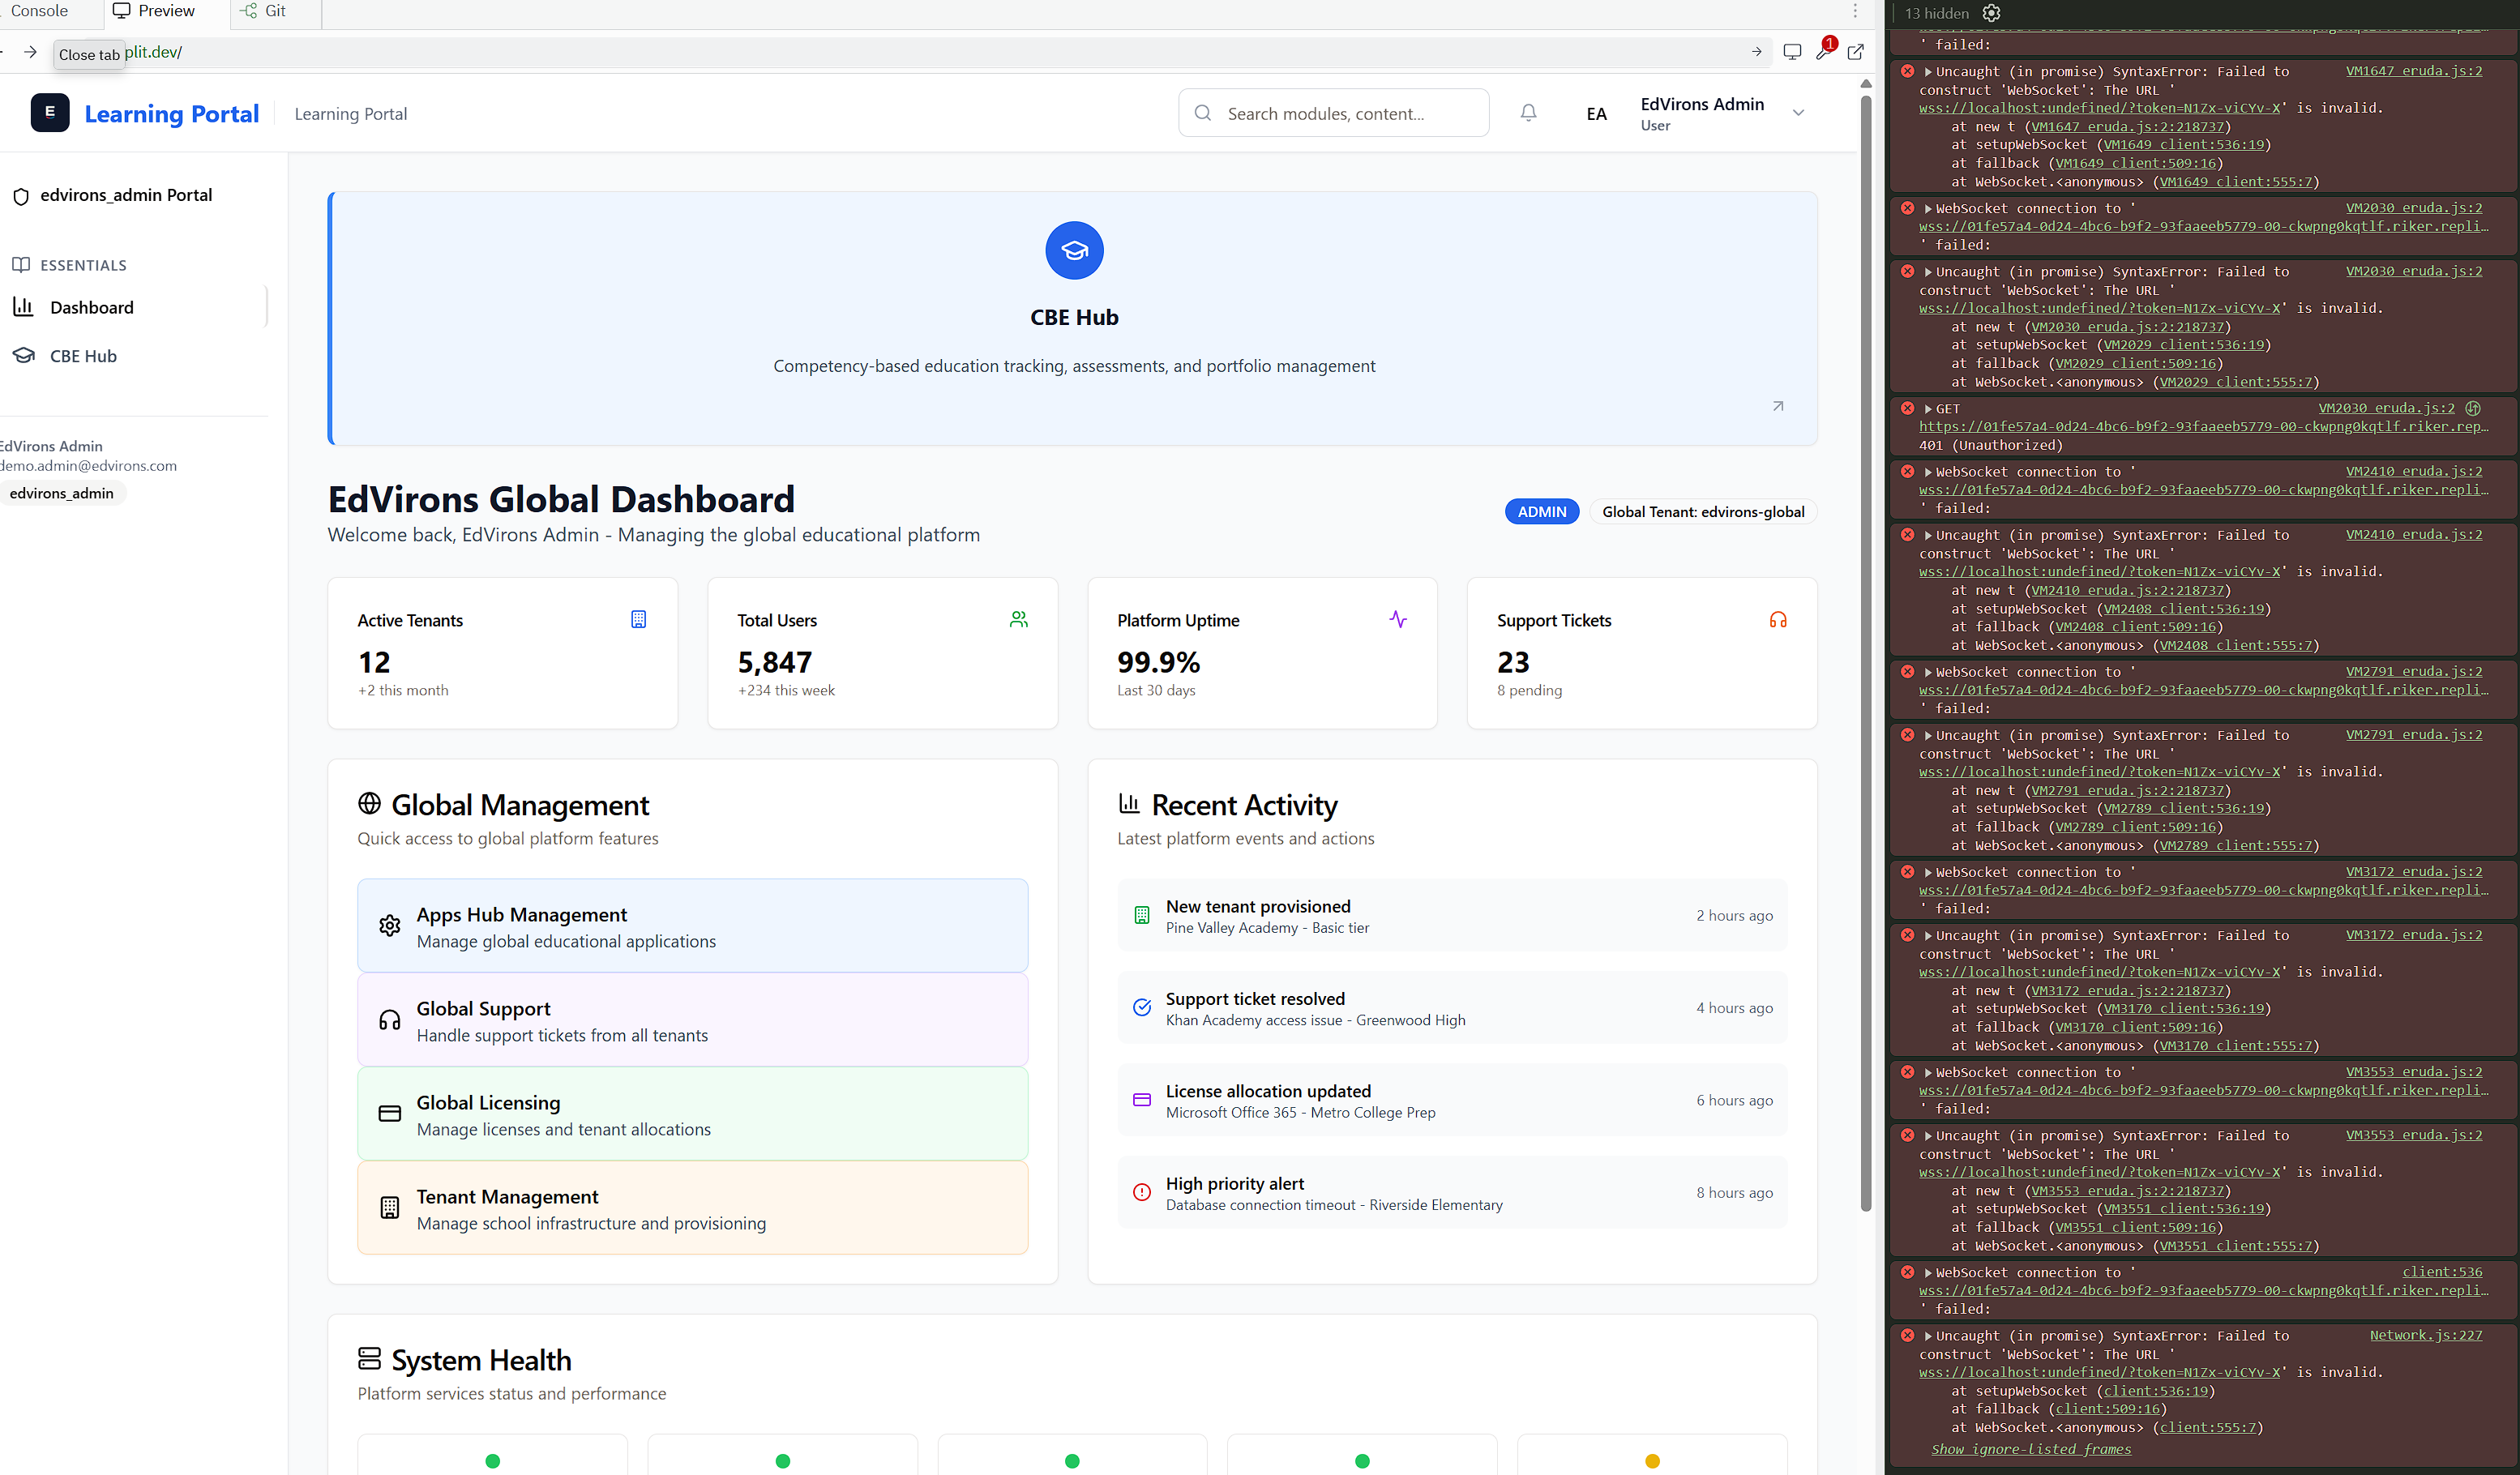 Console
Preview
Git
Close tab
plit.dev/
1
E
Learning Portal
Learning Portal
Search modules, content...
EA
EdVirons Admin
User
edvirons_admin Portal
ESSENTIALS
Dashboard
CBE Hub
EdVirons Admin
demo.admin@edvirons.com
edvirons_admin
CBE Hub
Competency-based education tracking, assessments, and portfolio management
EdVirons Global Dashboard
Welcome back, EdVirons Admin - Managing the global educational platform
ADMIN
Global Tenant: edvirons-global
Active Tenants
12
+2 this month
Total Users
5,847
+234 this week
Platform Uptime
99.9%
Last 30 days
Support Tickets
23
8 pending
Global Management
Quick access to global platform features
Apps Hub Management
Manage global educational applications
Global Support
Handle support tickets from all tenants
Global Licensing
Manage licenses and tenant allocations
Tenant Management
Manage school infrastructure and provisioning
Recent Activity
Latest platform events and actions
New tenant provisioned
Pine Valley Academy - Basic tier
2 hours ago
Support ticket resolved
Khan Academy access issue - Greenwood High
4 hours ago
License allocation updated
Microsoft Office 365 - Metro College Prep
6 hours ago
High priority alert
Database connection timeout - Riverside Elementary
8 hours ago
System Health
Platform services status and performance
13 hidden
' failed:
Uncaught (in promise) SyntaxError: Failed to VM1647 eruda.js:2
construct 'WebSocket': The URL '
wss://localhost:undefined/?token=N1Zx-viCYv-X' is invalid.
at new t (VM1647 eruda.js:2:218737)
at setupWebSocket (VM1649 client:536:19)
at fallback (VM1649 client:509:16)
at WebSocket.<anonymous> (VM1649 client:555:7)
WebSocket connection to ' VM2030 eruda.js:2
wss://01fe57a4-0d24-4bc6-b9f2-93faaeeb5779-00-ckwpng0kqtlf.riker.repli…
' failed:
Uncaught (in promise) SyntaxError: Failed to VM2030 eruda.js:2
construct 'WebSocket': The URL '
wss://localhost:undefined/?token=N1Zx-viCYv-X' is invalid.
at new t (VM2030 eruda.js:2:218737)
at setupWebSocket (VM2029 client:536:19)
at fallback (VM2029 client:509:16)
at WebSocket.<anonymous> (VM2029 client:555:7)
GET VM2030 eruda.js:2
https://01fe57a4-0d24-4bc6-b9f2-93faaeeb5779-00-ckwpng0kqtlf.riker.rep…
401 (Unauthorized)
WebSocket connection to ' VM2410 eruda.js:2
wss://01fe57a4-0d24-4bc6-b9f2-93faaeeb5779-00-ckwpng0kqtlf.riker.repli…
' failed:
Uncaught (in promise) SyntaxError: Failed to VM2410 eruda.js:2
construct 'WebSocket': The URL '
wss://localhost:undefined/?token=N1Zx-viCYv-X' is invalid.
at new t (VM2410 eruda.js:2:218737)
at setupWebSocket (VM2408 client:536:19)
at fallback (VM2408 client:509:16)
at WebSocket.<anonymous> (VM2408 client:555:7)
WebSocket connection to ' VM2791 eruda.js:2
wss://01fe57a4-0d24-4bc6-b9f2-93faaeeb5779-00-ckwpng0kqtlf.riker.repli…
' failed:
Uncaught (in promise) SyntaxError: Failed to VM2791 eruda.js:2
construct 'WebSocket': The URL '
wss://localhost:undefined/?token=N1Zx-viCYv-X' is invalid.
at new t (VM2791 eruda.js:2:218737)
at setupWebSocket (VM2789 client:536:19)
at fallback (VM2789 client:509:16)
at WebSocket.<anonymous> (VM2789 client:555:7)
WebSocket connection to ' VM3172 eruda.js:2
wss://01fe57a4-0d24-4bc6-b9f2-93faaeeb5779-00-ckwpng0kqtlf.riker.repli…
' failed:
Uncaught (in promise) SyntaxError: Failed to VM3172 eruda.js:2
construct 'WebSocket': The URL '
wss://localhost:undefined/?token=N1Zx-viCYv-X' is invalid.
at new t (VM3172 eruda.js:2:218737)
at setupWebSocket (VM3170 client:536:19)
at fallback (VM3170 client:509:16)
at WebSocket.<anonymous> (VM3170 client:555:7)
WebSocket connection to ' VM3553 eruda.js:2
wss://01fe57a4-0d24-4bc6-b9f2-93faaeeb5779-00-ckwpng0kqtlf.riker.repli…
' failed:
Uncaught (in promise) SyntaxError: Failed to VM3553 eruda.js:2
construct 'WebSocket': The URL '
wss://localhost:undefined/?token=N1Zx-viCYv-X' is invalid.
at new t (VM3553 eruda.js:2:218737)
at setupWebSocket (VM3551 client:536:19)
at fallback (VM3551 client:509:16)
at WebSocket.<anonymous> (VM3551 client:555:7)
WebSocket connection to ' client:536
wss://01fe57a4-0d24-4bc6-b9f2-93faaeeb5779-00-ckwpng0kqtlf.riker.repli…
' failed:
Uncaught (in promise) SyntaxError: Failed to Network.js:227
construct 'WebSocket': The URL '
wss://localhost:undefined/?token=N1Zx-viCYv-X' is invalid.
at setupWebSocket (client:536:19)
at fallback (client:509:16)
at WebSocket.<anonymous> (client:555:7)
Show ignore-listed frames